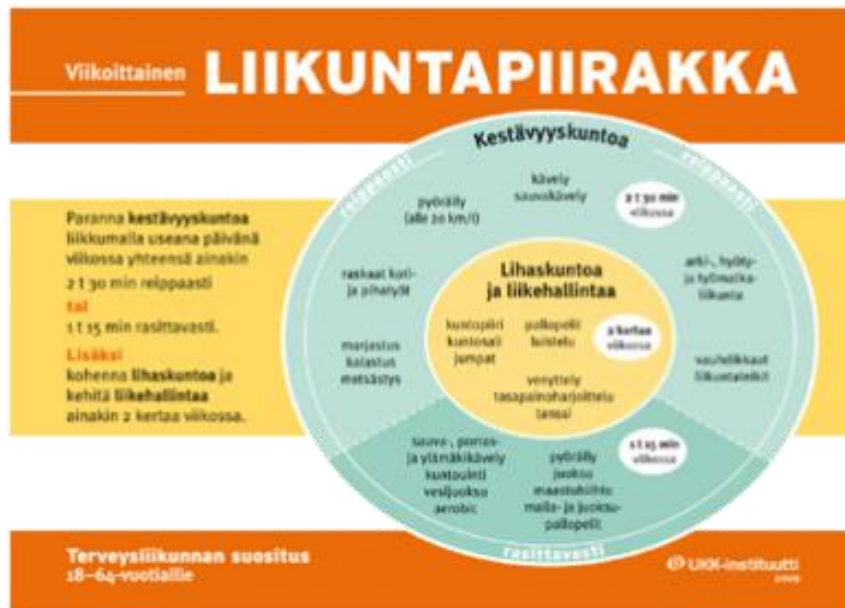 Viikoittainen LIIKUNTAPIIRAKKA
Paranna kestävyyskuntoa
liikkumalla useana päivänä
viikossa yhteensä ainakin
2 t 30 min reippaasti
tai
1 t 15 min rasittavasti.
Lisäksi
kohenna lihaskuntoa ja
kehitä liikehallintaa
ainakin 2 kertaa viikossa.
Kestävyyskuntoa
reippaasti
reippaasti
kävely
sauvakävely
2 t 30 min
viikossa
pyöräily
(alle 20 km/t)
raskaat koti-
ja pihatyöt
marjastus
kalastus
metsästys
arki-, hyöty-
ja työmatka-
liikunta
vauhdikkaat
liikuntaleikit
Lihaskuntoa
ja liikehallintaa
kuntopiiri
kuntosali
jumpat
pallopelit
luistelu
2 kertaa
viikossa
venyttely
tasapainoharjoittelu
tanssi
sauva-, porras-
ja ylämäkikävely
kuntouinti
vesijuoksu
aerobic
pyöräily
juoksu
maastohiihto
maila- ja juoksu-
pallopelit
1 t 15 min
viikossa
rasittavasti
Terveysliikunnan suositus
18–64-vuotiaille
UKK-instituutti